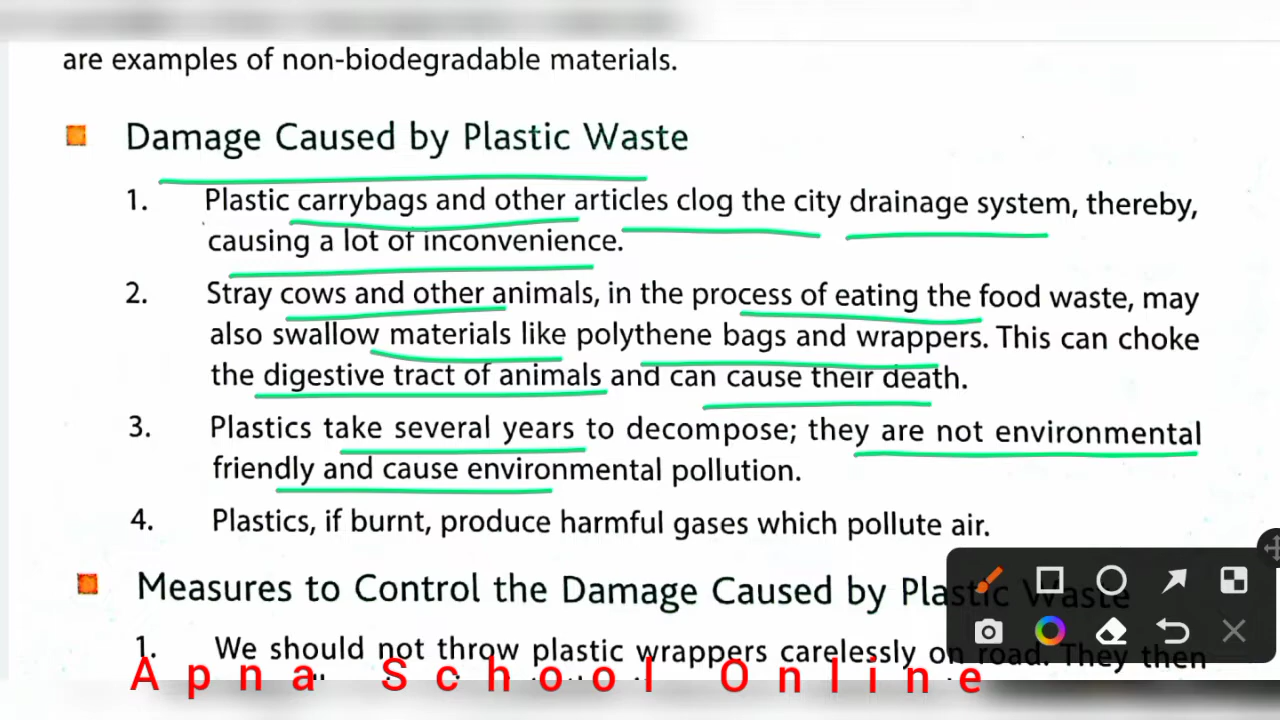 are examples of non-biodegradable materials.
Damage Caused by Plastic Waste
1. Plastic carrybags and other articles clog the city drainage system, thereby,
causing a lot of inconvenience.
2. Stray cows and other animals, in the process of eating the food waste, may
also swallow materials like polythene bags and wrappers. This can choke
the digestive tract of animals and can cause their death.
3. Plastics take several years to decompose; they are not environmental
friendly and cause environmental pollution.
4. Plastics, if burnt, produce harmful gases which pollute air.
Measures to Control the Damage Caused by Plastic Waste
1. We should not throw plastic wrappers carelessly on road. They then
Apna School Online